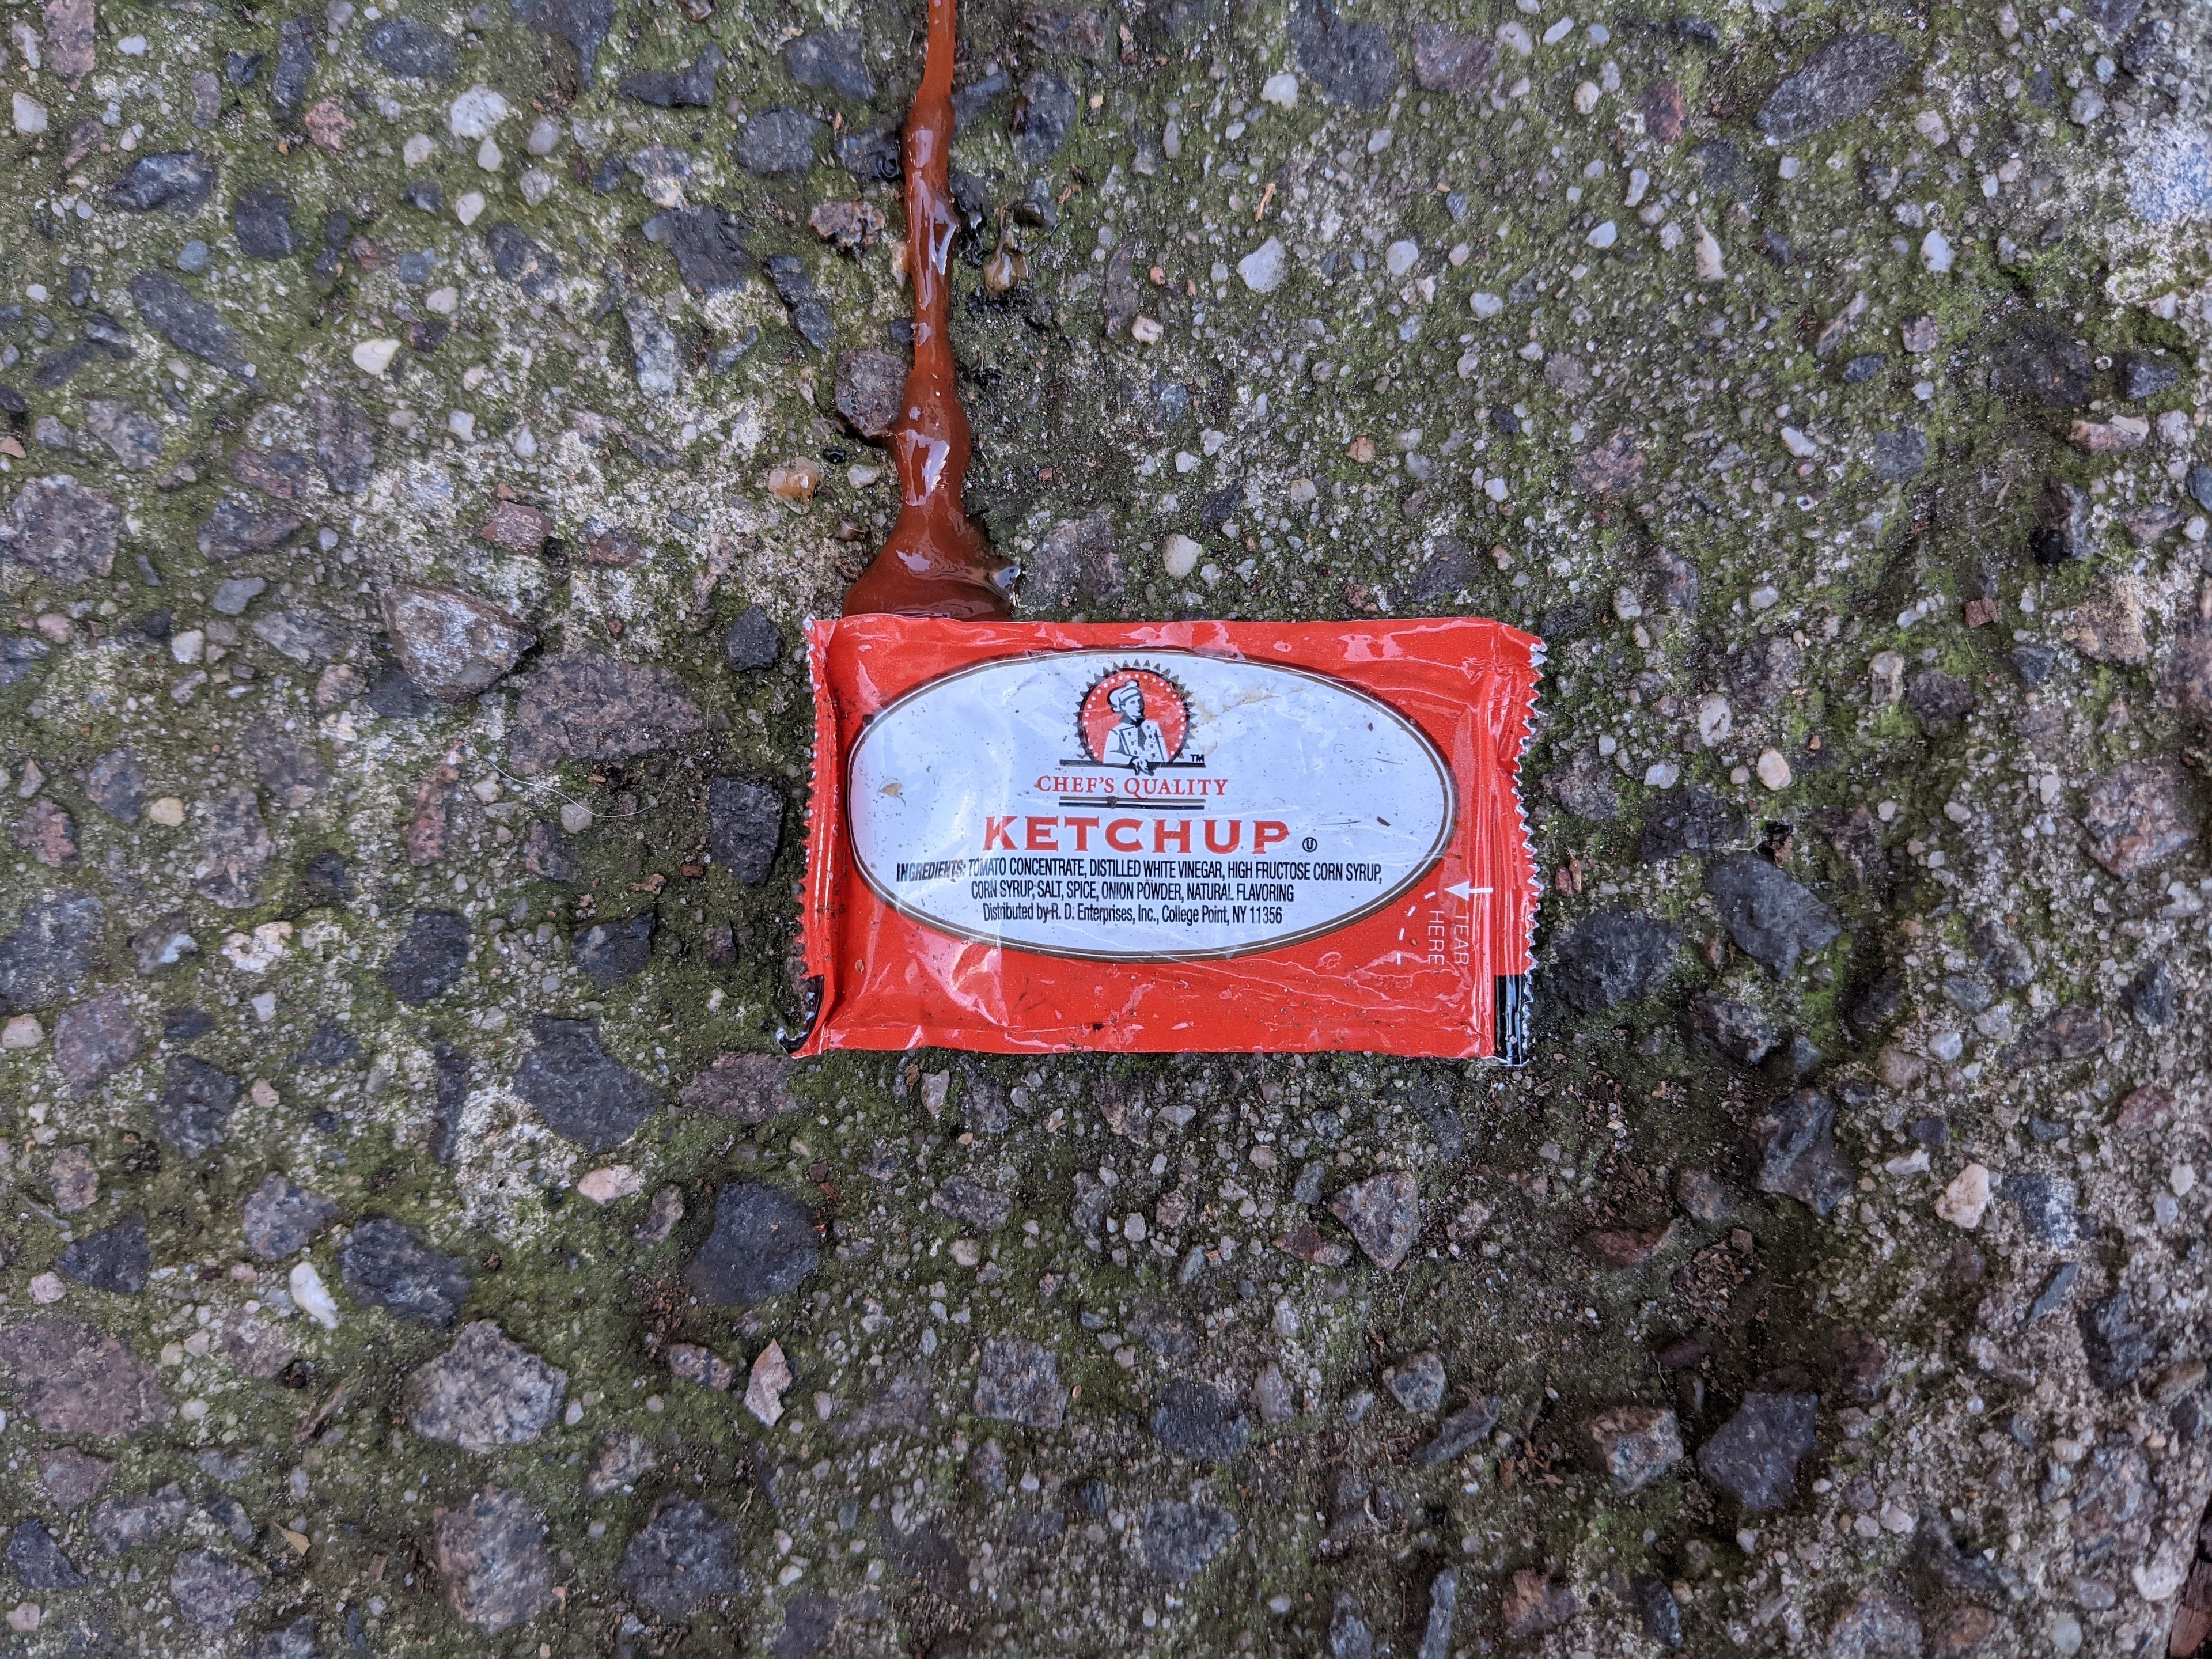 ™
CHEF'S QUALITY
KETCHUP Ⓤ
INGREDIENTS: TOMATO CONCENTRATE, DISTILLED WHITE VINEGAR, HIGH FRUCTOSE CORN SYRUP,
CORN SYRUP, SALT, SPICE, ONION POWDER, NATURAL FLAVORING
Distributed by R. D. Enterprises, Inc., College Point, NY 11356
TEAR
HERE